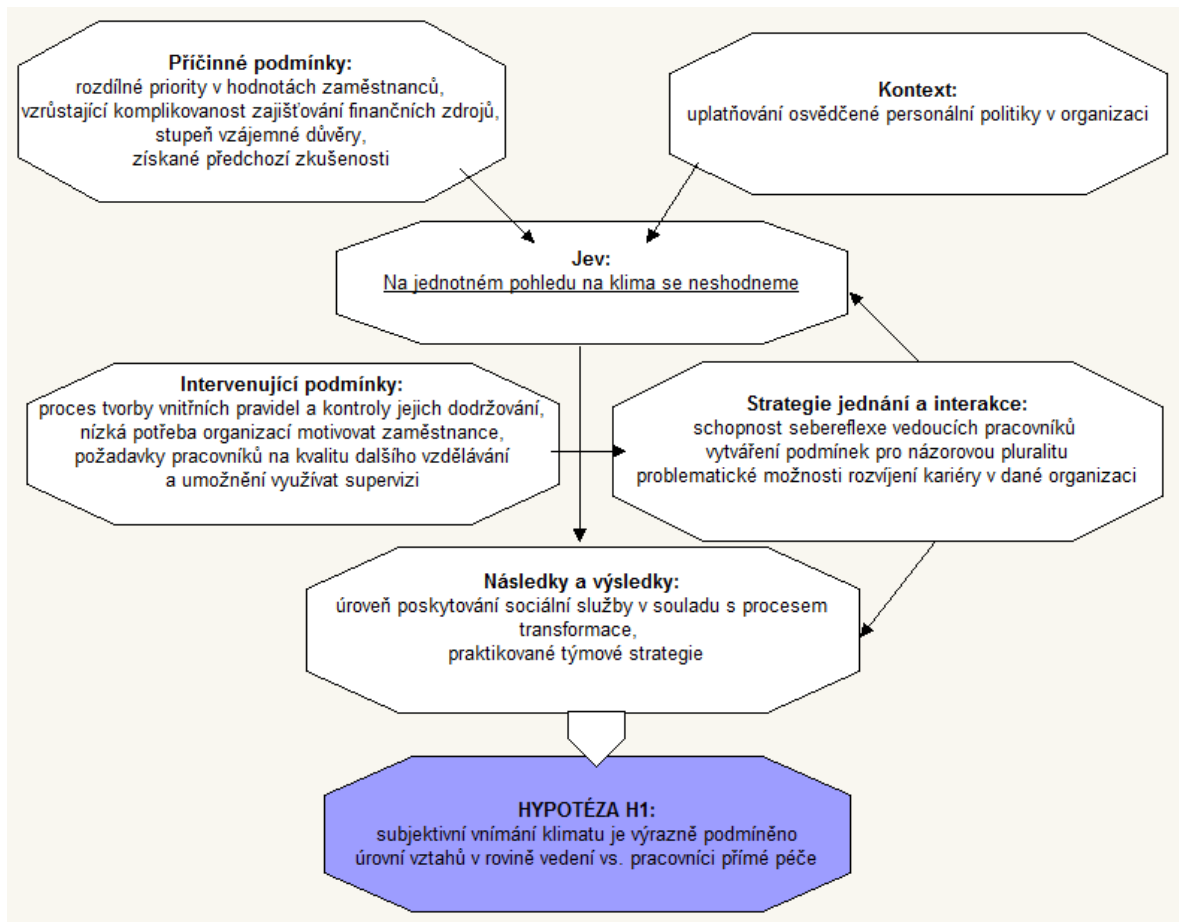 Příčinné podmínky:
rozdílné priority v hodnotách zaměstnanců,
vzrůstající komplikovanost zajišťování finančních zdrojů,
stupeň vzájemné důvěry,
získané předchozí zkušenosti
Kontext:
uplatňování osvědčené personální politiky v organizaci
Jev:
Na jednotném pohledu na klima se neshodneme
Intervenující podmínky:
proces tvorby vnitřních pravidel a kontroly jejich dodržování,
nízká potřeba organizací motivovat zaměstnance,
požadavky pracovníků na kvalitu dalšího vzdělávání
a umožnění využívat supervizi
Strategie jednání a interakce:
schopnost sebereflexe vedoucích pracovníků
vytváření podmínek pro názorovou pluralitu
problematické možnosti rozvíjení kariéry v dané organizaci
Následky a výsledky:
úroveň poskytování sociální služby v souladu s procesem
transformace,
praktikované týmové strategie
HYPOTÉZA H1:
subjektivní vnímání klimatu je výrazně podmíněno
úrovní vztahů v rovině vedení vs. pracovníci přímé péče